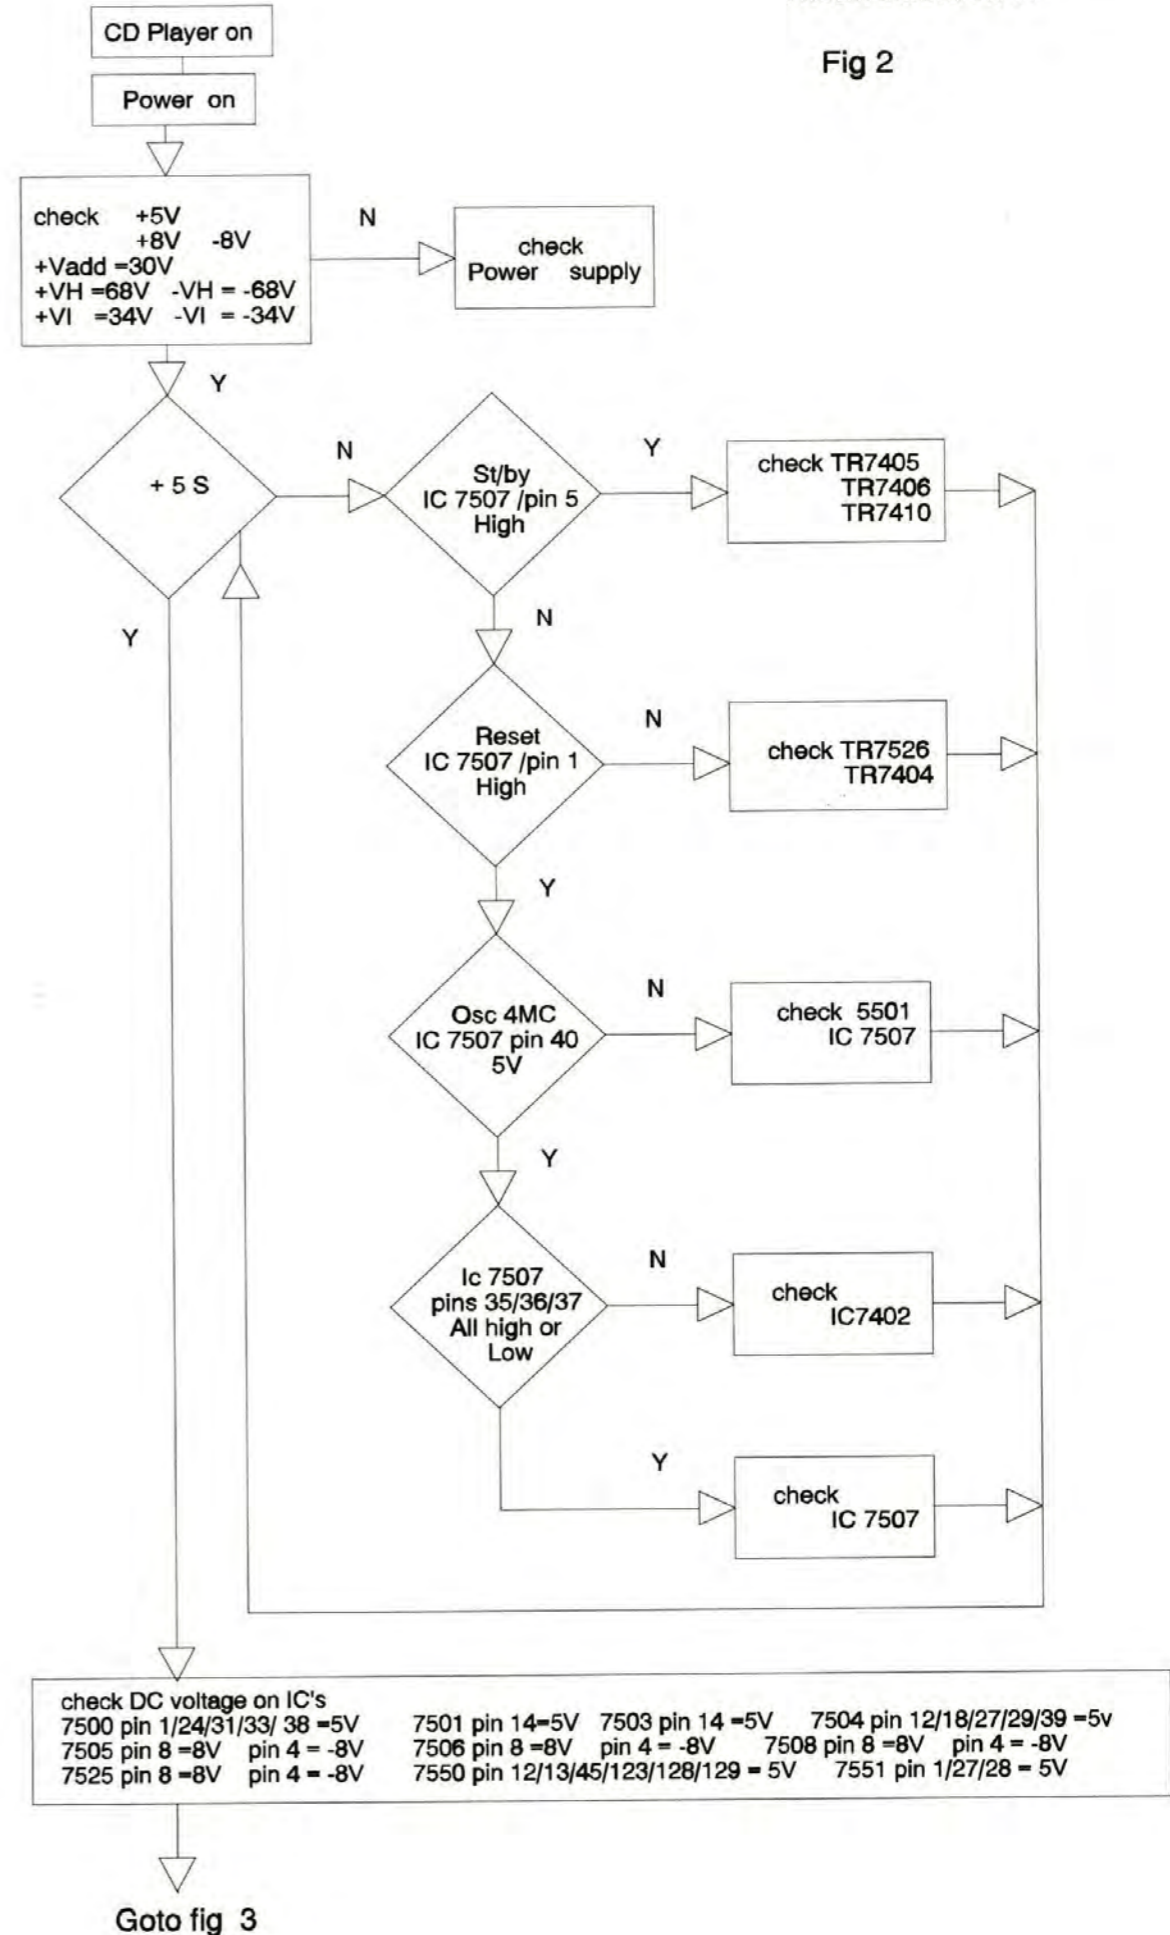 CD Player on
Fig 2
Power on
check +5V
+8V -8V
+Vadd =30V
+VH =68V -VH = -68V
+VI =34V -VI = -34V
N
check
Power supply
Y
+ 5 S
N
St/by
IC 7507 /pin 5
High
Y
check TR7405
TR7406
TR7410
N
Y
Reset
IC 7507 /pin 1
High
N
check TR7526
TR7404
Y
Osc 4MC
IC 7507 pin 40
5V
N
check 5501
IC 7507
Y
Ic 7507
pins 35/36/37
All high or
Low
N
check
IC7402
Y
check
IC 7507
check DC voltage on IC's
7500 pin 1/24/31/33/ 38 =5V 7501 pin 14=5V 7503 pin 14 =5V 7504 pin 12/18/27/29/39 =5v
7505 pin 8 =8V pin 4 = -8V 7506 pin 8 =8V pin 4 = -8V 7508 pin 8 =8V pin 4 = -8V
7525 pin 8 =8V pin 4 = -8V 7550 pin 12/13/45/123/128/129 = 5V 7551 pin 1/27/28 = 5V
Goto fig 3